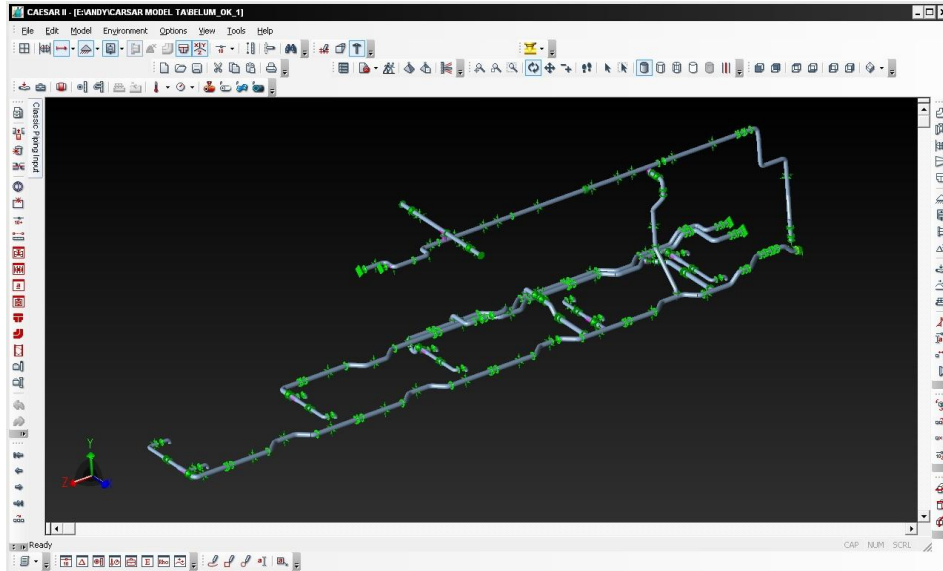 CAESAR II - [E:\ANDY\CARSAR MODEL TA\BELUM_OK_1]
File Edit Model Environment Options View Tools Help
Classic Piping Input
Y
Z
Ready
CAP NUM SCRL